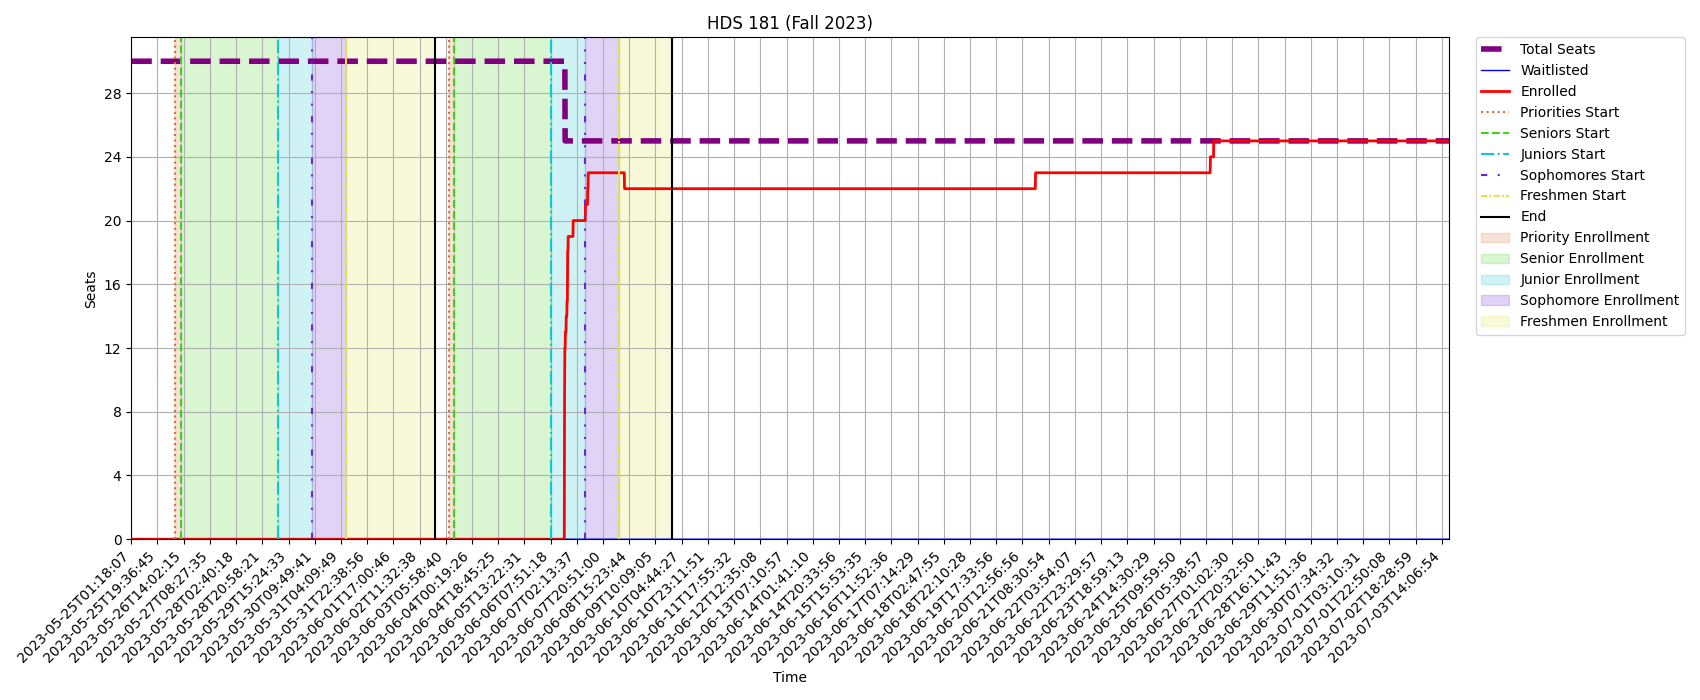 HDS 181 (Fall 2023)
Seats
28
24
20
16
12
8
4
0
2023-05-25T01:18:07
2023-05-25T19:36:45
2023-05-26T14:02:15
2023-05-27T08:27:35
2023-05-28T02:40:18
2023-05-28T20:58:21
2023-05-29T15:24:33
2023-05-30T09:49:41
2023-05-31T04:09:49
2023-05-31T22:38:56
2023-06-01T17:00:46
2023-06-02T11:32:38
2023-06-03T05:58:40
2023-06-04T00:19:26
2023-06-04T18:45:25
2023-06-05T13:22:31
2023-06-06T07:51:18
2023-06-07T02:13:37
2023-06-07T20:51:00
2023-06-08T15:23:44
2023-06-09T10:09:05
2023-06-10T04:44:27
2023-06-10T23:11:51
2023-06-11T17:55:32
2023-06-12T12:35:08
2023-06-13T07:10:57
2023-06-14T01:41:10
2023-06-14T20:33:56
2023-06-15T15:53:35
2023-06-16T11:52:36
2023-06-17T07:14:29
2023-06-18T02:47:55
2023-06-18T22:10:28
2023-06-19T17:33:56
2023-06-20T12:56:56
2023-06-21T08:30:54
2023-06-22T03:54:07
2023-06-22T23:29:57
2023-06-23T18:59:13
2023-06-24T14:30:29
2023-06-25T09:59:50
2023-06-26T05:38:57
2023-06-27T01:02:30
2023-06-27T20:32:50
2023-06-28T16:11:43
2023-06-29T11:51:36
2023-06-30T07:34:32
2023-07-01T03:10:31
2023-07-01T22:50:08
2023-07-02T18:28:59
2023-07-03T14:06:54
Time
Total Seats
Waitlisted
Enrolled
Priorities Start
Seniors Start
Juniors Start
Sophomores Start
Freshmen Start
End
Priority Enrollment
Senior Enrollment
Junior Enrollment
Sophomore Enrollment
Freshmen Enrollment